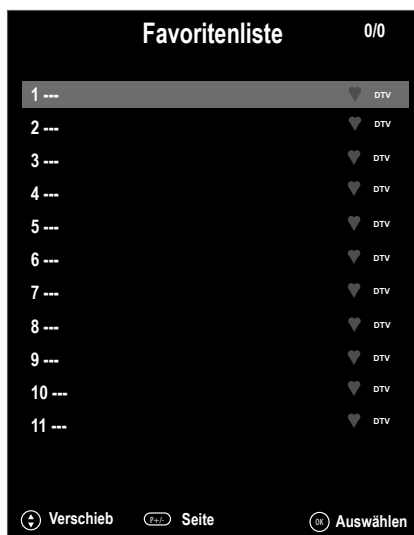 Favoritenliste 0/0
1 --- DTV
2 --- DTV
3 --- DTV
4 --- DTV
5 --- DTV
6 --- DTV
7 --- DTV
8 --- DTV
9 --- DTV
10 --- DTV
11 --- DTV
Verschieb P+/- Seite OK Auswählen